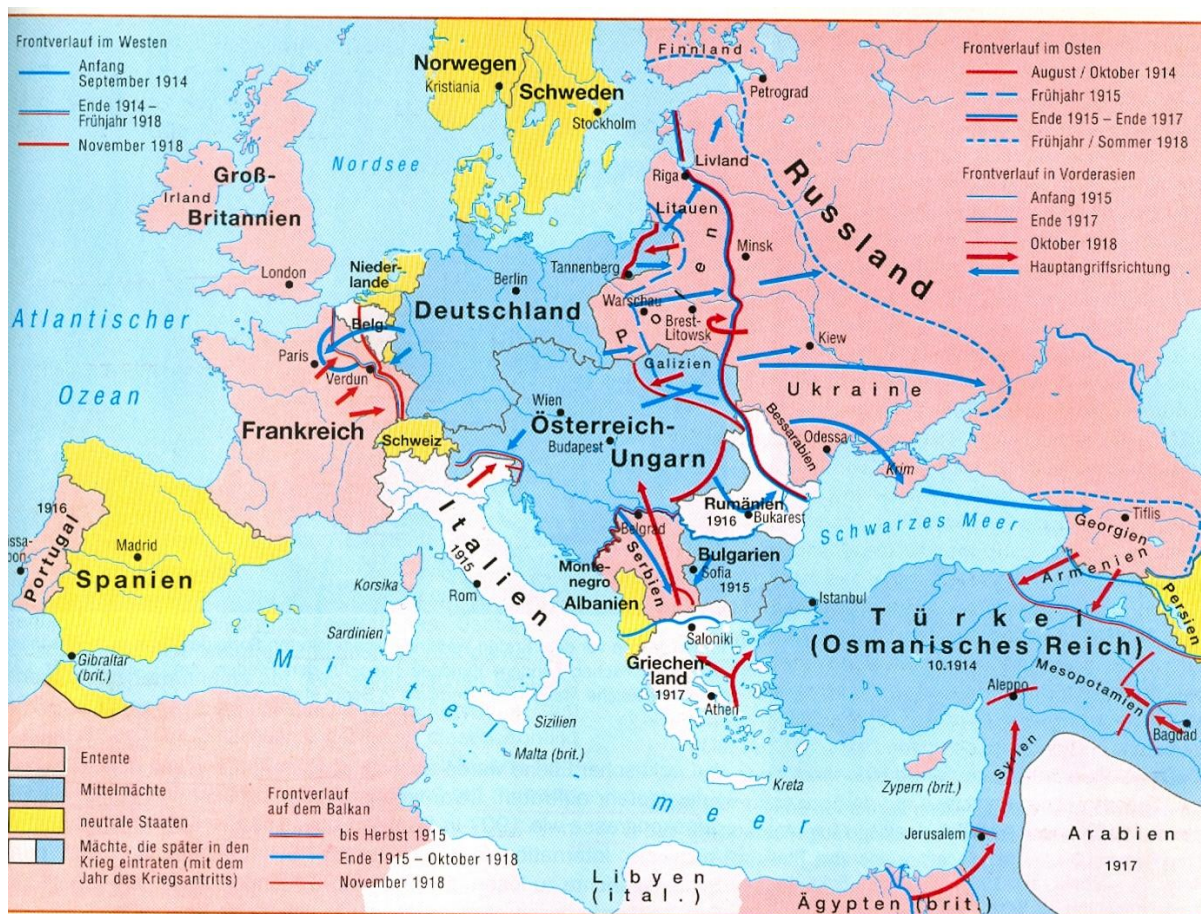 Frontverlauf im Westen
Anfang
September 1914
Ende 1914 –
Frühjahr 1918
November 1918
Frontverlauf im Osten
August / Oktober 1914
Frühjahr 1915
Ende 1915 – Ende 1917
Frühjahr / Sommer 1918
Frontverlauf in Vorderasien
Anfang 1915
Ende 1917
Oktober 1918
Hauptangriffsrichtung
Norwegen
Kristiania
Schweden
Stockholm
Finnland
Petrograd
Nordsee
Groß-
Britannien
Irland
London
Livland
Riga
Litauen
Russland
Minsk
Tannenberg
Nieder-
lande
Berlin
Deutschland
Warschau
Polen
Brest-
Litowsk
Atlantischer
Ozean
Belg.
Paris
Verdun
Kiew
Galizien
Ukraine
Wien
Österreich-
Budapest
Ungarn
Frankreich
Schweiz
Bessarabien
Odessa
Krim
Rumänien
1916
Bukarest
Schwarzes Meer
Georgien
Tiflis
Armenien
Persien
1916
Portugal
Madrid
Spanien
Gibraltar
(brit.)
Korsika
Sardinien
Italien
1915
Rom
Belgrad
Serbien
Monte-
negro
Albanien
Bulgarien
Sofia
1915
Istanbul
Türkei
(Osmanisches Reich)
10.1914
Saloniki
Griechen-
land
1917
Athen
Mesopotamien
Aleppo
Bagdad
Syrien
Mittelmeer
Sizilien
Malta (brit.)
Kreta
Zypern (brit.)
Jerusalem
Arabien
1917
Libyen
(ital.)
Ägypten (brit.)
Entente
Mittelmächte
neutrale Staaten
Mächte, die später in den
Krieg eintraten (mit dem
Jahr des Kriegsantritts)
Frontverlauf
auf dem Balkan
bis Herbst 1915
Ende 1915 – Oktober 1918
November 1918